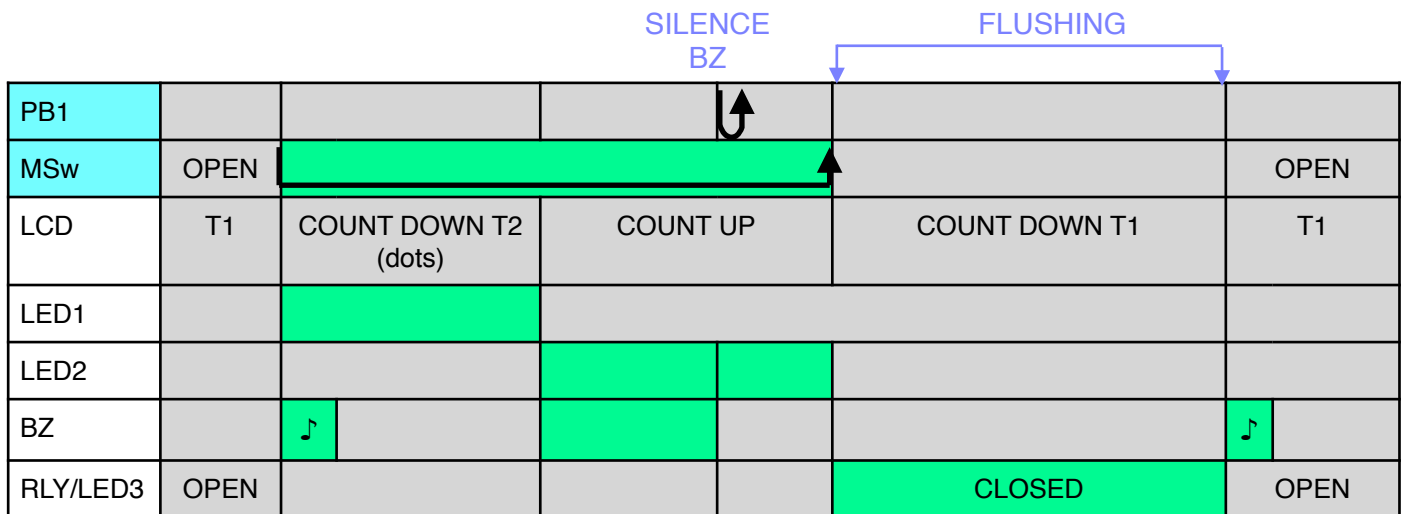 SILENCE
BZ
FLUSHING
PB1
MSw OPEN OPEN
LCD T1 COUNT DOWN T2 COUNT UP COUNT DOWN T1 T1
(dots)
LED1
LED2
BZ ♪ ♪
RLY/LED3 OPEN CLOSED OPEN